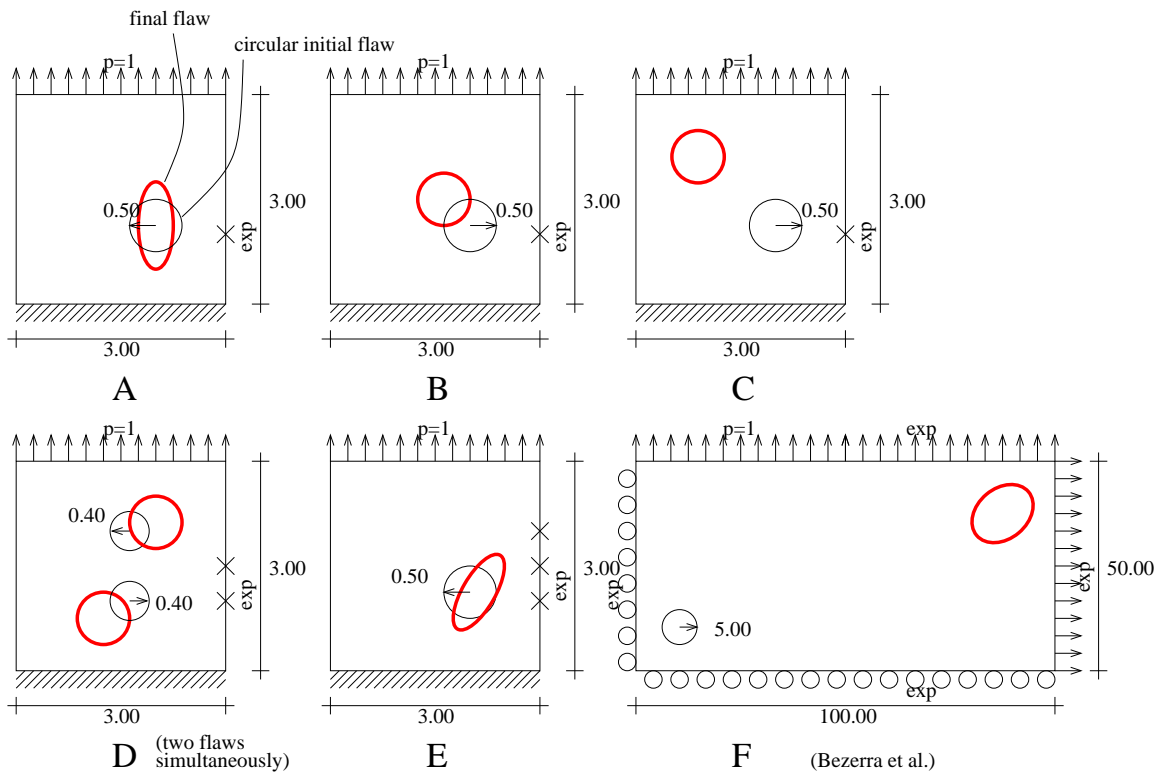 final flaw
circular initial flaw
p=1
0.50
3.00
exp
3.00
A
p=1
0.50
3.00
exp
3.00
B
p=1
0.50
3.00
exp
3.00
C
p=1
0.40
0.40
3.00
exp
3.00
D
(two flaws
simultaneously)
p=1
0.50
3.00
exp
3.00
E
p=1
exp
exp
5.00
exp
50.00
exp
100.00
F
(Bezerra et al.)